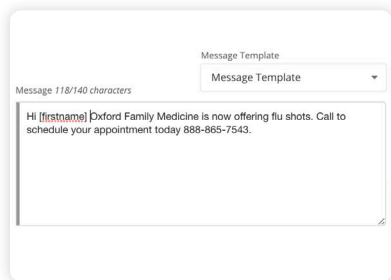 Message Template
Message Template
Message 118/140 characters
Hi [firstname] Oxford Family Medicine is now offering flu shots. Call to
schedule your appointment today 888-865-7543.